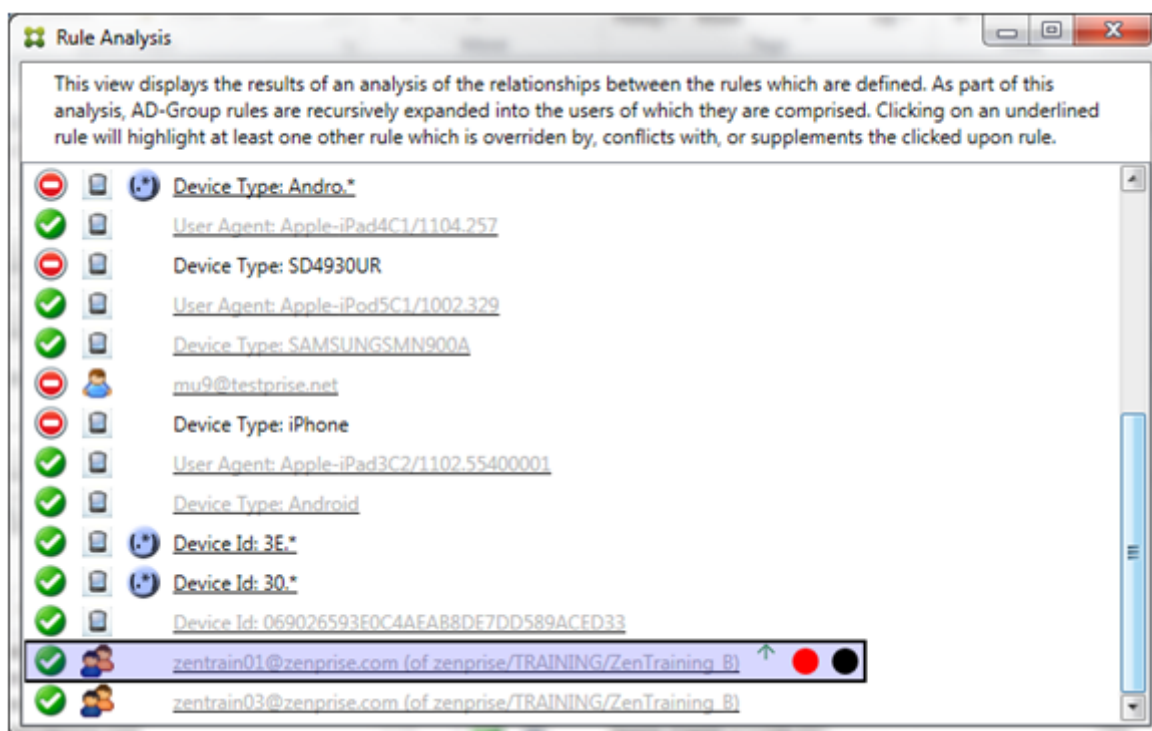 Rule Analysis
This view displays the results of an analysis of the relationships between the rules which are defined. As part of this
analysis, AD-Group rules are recursively expanded into the users of which they are comprised. Clicking on an underlined
rule will highlight at least one other rule which is overriden by, conflicts with, or supplements the clicked upon rule.
(.*) Device Type: Andro.*
User Agent: Apple-iPad4C1/1104.257
Device Type: SD4930UR
User Agent: Apple-iPod5C1/1002.329
Device Type: SAMSUNGSMN900A
mu9@testprise.net
Device Type: iPhone
User Agent: Apple-iPad3C2/1102.55400001
Device Type: Android
(.*) Device Id: 3E.*
(.*) Device Id: 30.*
Device Id: 069026593E0C4AEAB8DE7DD589ACED33
zentrain01@zenprise.com (of zenprise/TRAINING/ZenTraining_B)
zentrain03@zenprise.com (of zenprise/TRAINING/ZenTraining_B)